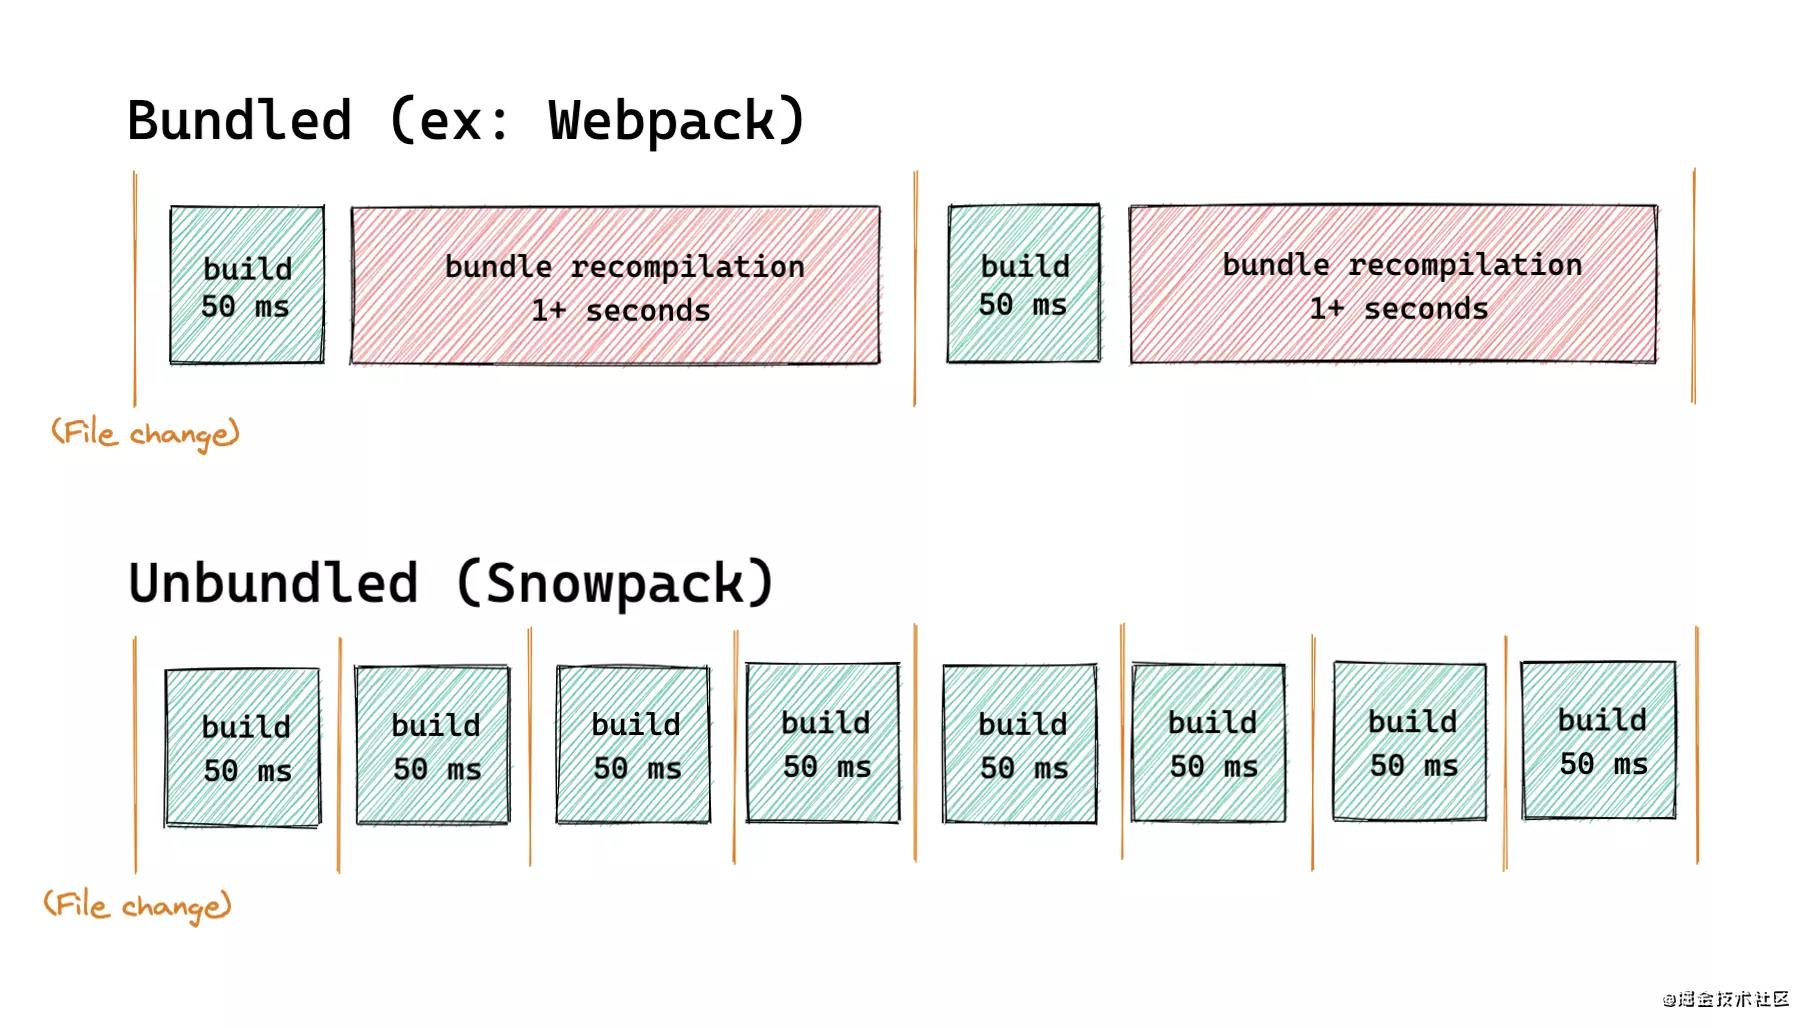 Bundled (ex: Webpack)
build
50 ms
bundle recompilation
1+ seconds
build
50 ms
bundle recompilation
1+ seconds
(File change)
Unbundled (Snowpack)
build
50 ms
build
50 ms
build
50 ms
build
50 ms
build
50 ms
build
50 ms
build
50 ms
build
50 ms
(File change)
@掘金技术社区